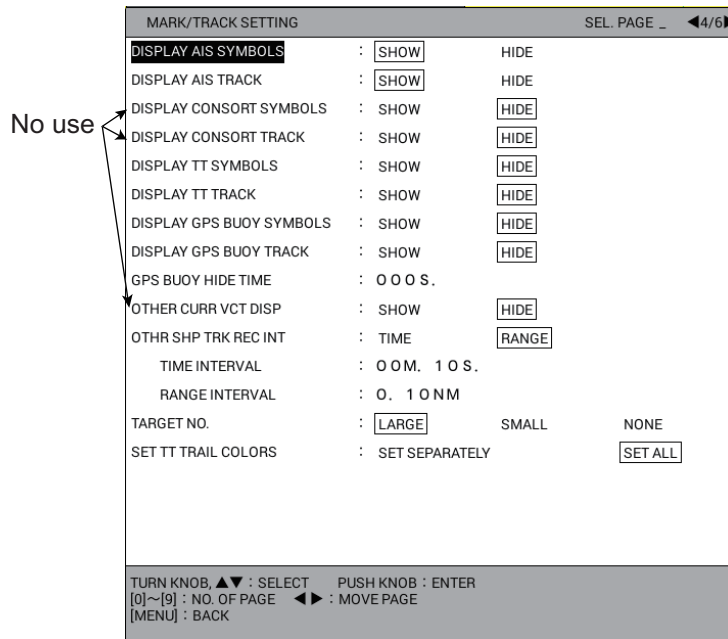 MARK/TRACK SETTING SEL. PAGE _ ◀4/6▶
DISPLAY AIS SYMBOLS : SHOW HIDE
DISPLAY AIS TRACK : SHOW HIDE
No use
DISPLAY CONSORT SYMBOLS : SHOW HIDE
DISPLAY CONSORT TRACK : SHOW HIDE
DISPLAY TT SYMBOLS : SHOW HIDE
DISPLAY TT TRACK : SHOW HIDE
DISPLAY GPS BUOY SYMBOLS : SHOW HIDE
DISPLAY GPS BUOY TRACK : SHOW HIDE
GPS BUOY HIDE TIME : 000S.
OTHER CURR VCT DISP : SHOW HIDE
OTHR SHP TRK REC INT : TIME RANGE
TIME INTERVAL : 00M. 10S.
RANGE INTERVAL : 0. 10NM
TARGET NO. : LARGE SMALL NONE
SET TT TRAIL COLORS : SET SEPARATELY SET ALL
TURN KNOB, ▲▼ : SELECT PUSH KNOB : ENTER
[0]～[9] : NO. OF PAGE ◀ ▶ : MOVE PAGE
[MENU] : BACK